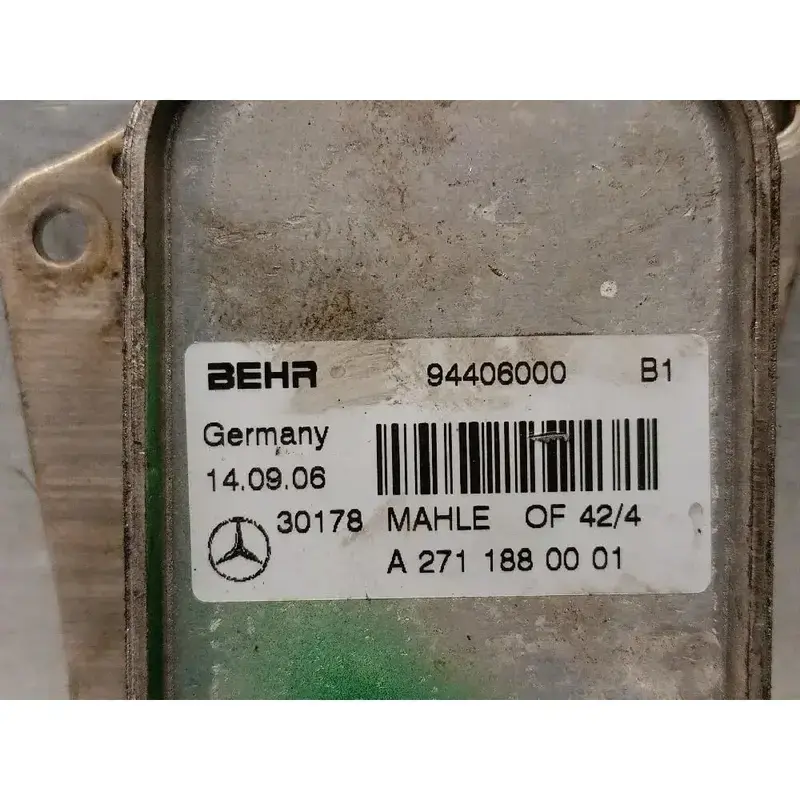 BEHR 94406000 B1
Germany
14.09.06
30178 MAHLE OF 42/4
A 271 188 00 01